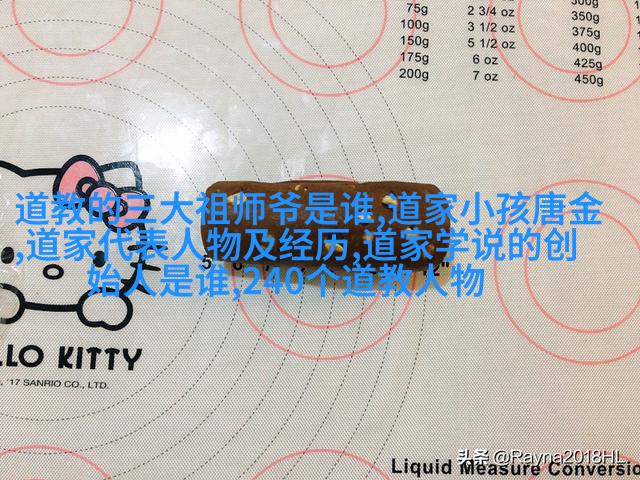 300g
75g 2 3/4 oz 350g
100g 3 1/2 oz 375g
150g 5 1/2 oz 400g
175g 6 oz 425g
200g 7 oz 450g
道教的三大祖师爷是谁,道家小孩唐金
,道家代表人物及经历,道家学说的创
始人是谁,240个道教人物
LLO KITTY
'17 SANRIO CO., LTD.
头条 @Rayna2018HL
Liquid Measure Conversio